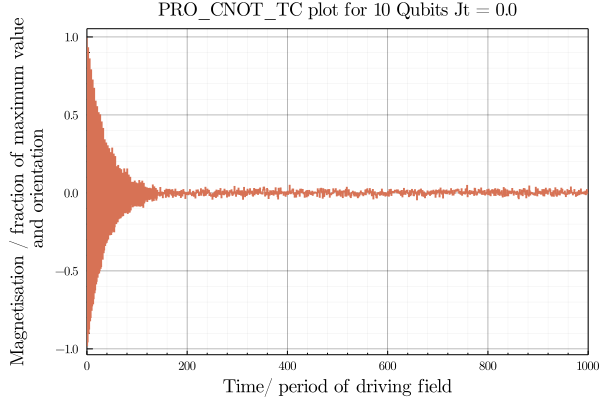 PRO_CNOT_TC plot for 10 Qubits Jt = 0.0
Magnetisation / fraction of maximum value
and orientation
1.0
0.5
0.0
−0.5
−1.0
0 200 400 600 800 1000
Time/ period of driving field